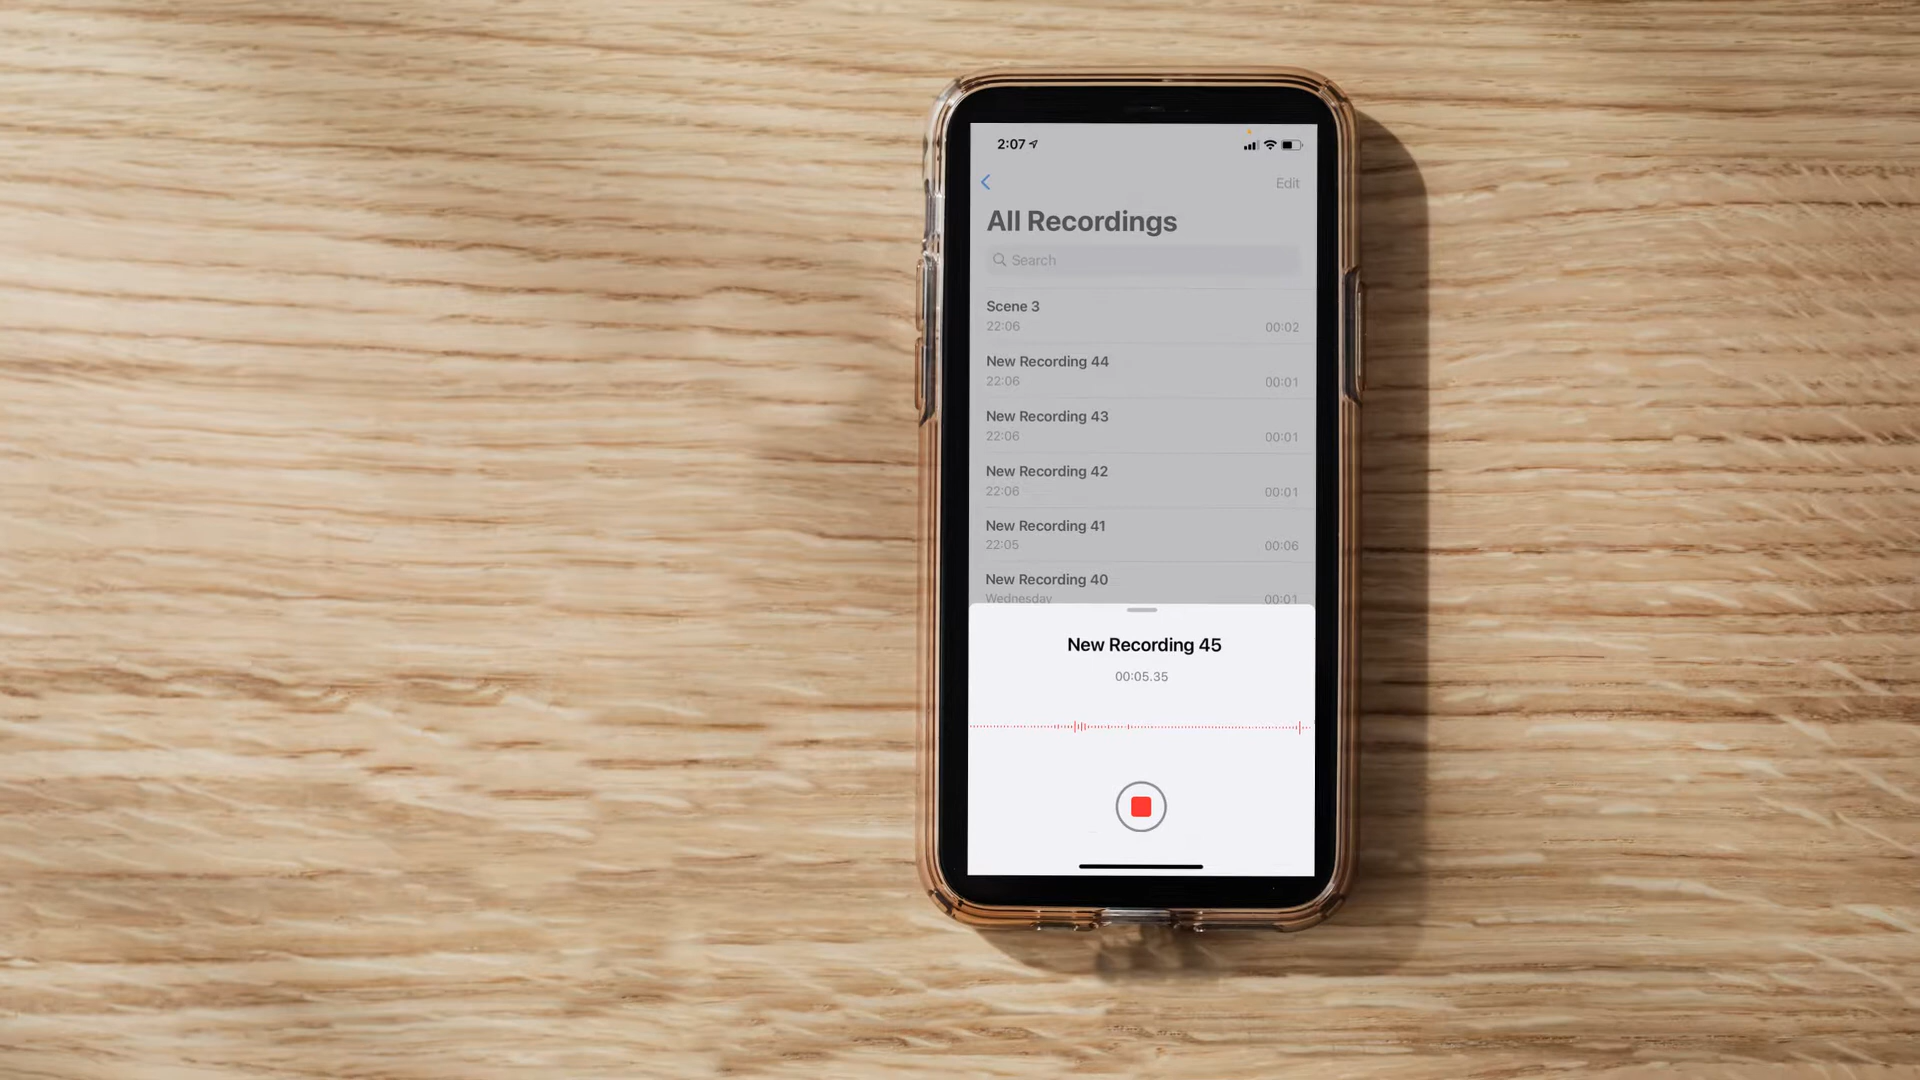 2:07
Edit
All Recordings
Search
Scene 3
22:06 00:02
New Recording 44
22:06 00:01
New Recording 43
22:06 00:01
New Recording 42
22:06 00:01
New Recording 41
22:05 00:06
New Recording 40
Wednesday 00:01
New Recording 45
00:05.35